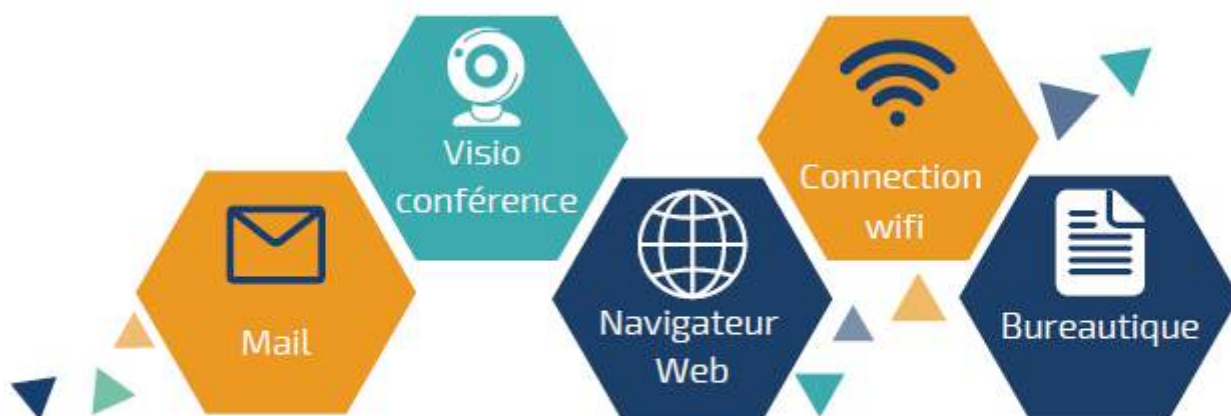 Mail
Visio
conférence
Navigateur
Web
Connection
wifi
Bureautique